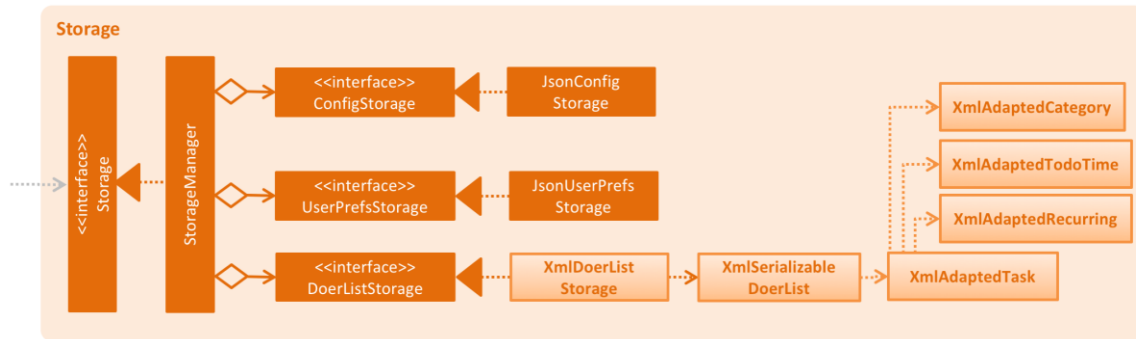 Storage
<<interface>>
Storage
StorageManager
<<interface>>
ConfigStorage
JsonConfig
Storage
<<interface>>
UserPrefsStorage
JsonUserPrefs
Storage
<<interface>>
DoerListStorage
XmlDoerList
Storage
XmlSerializable
DoerList
XmlAdaptedTask
XmlAdaptedCategory
XmlAdaptedTodoTime
XmlAdaptedRecurring